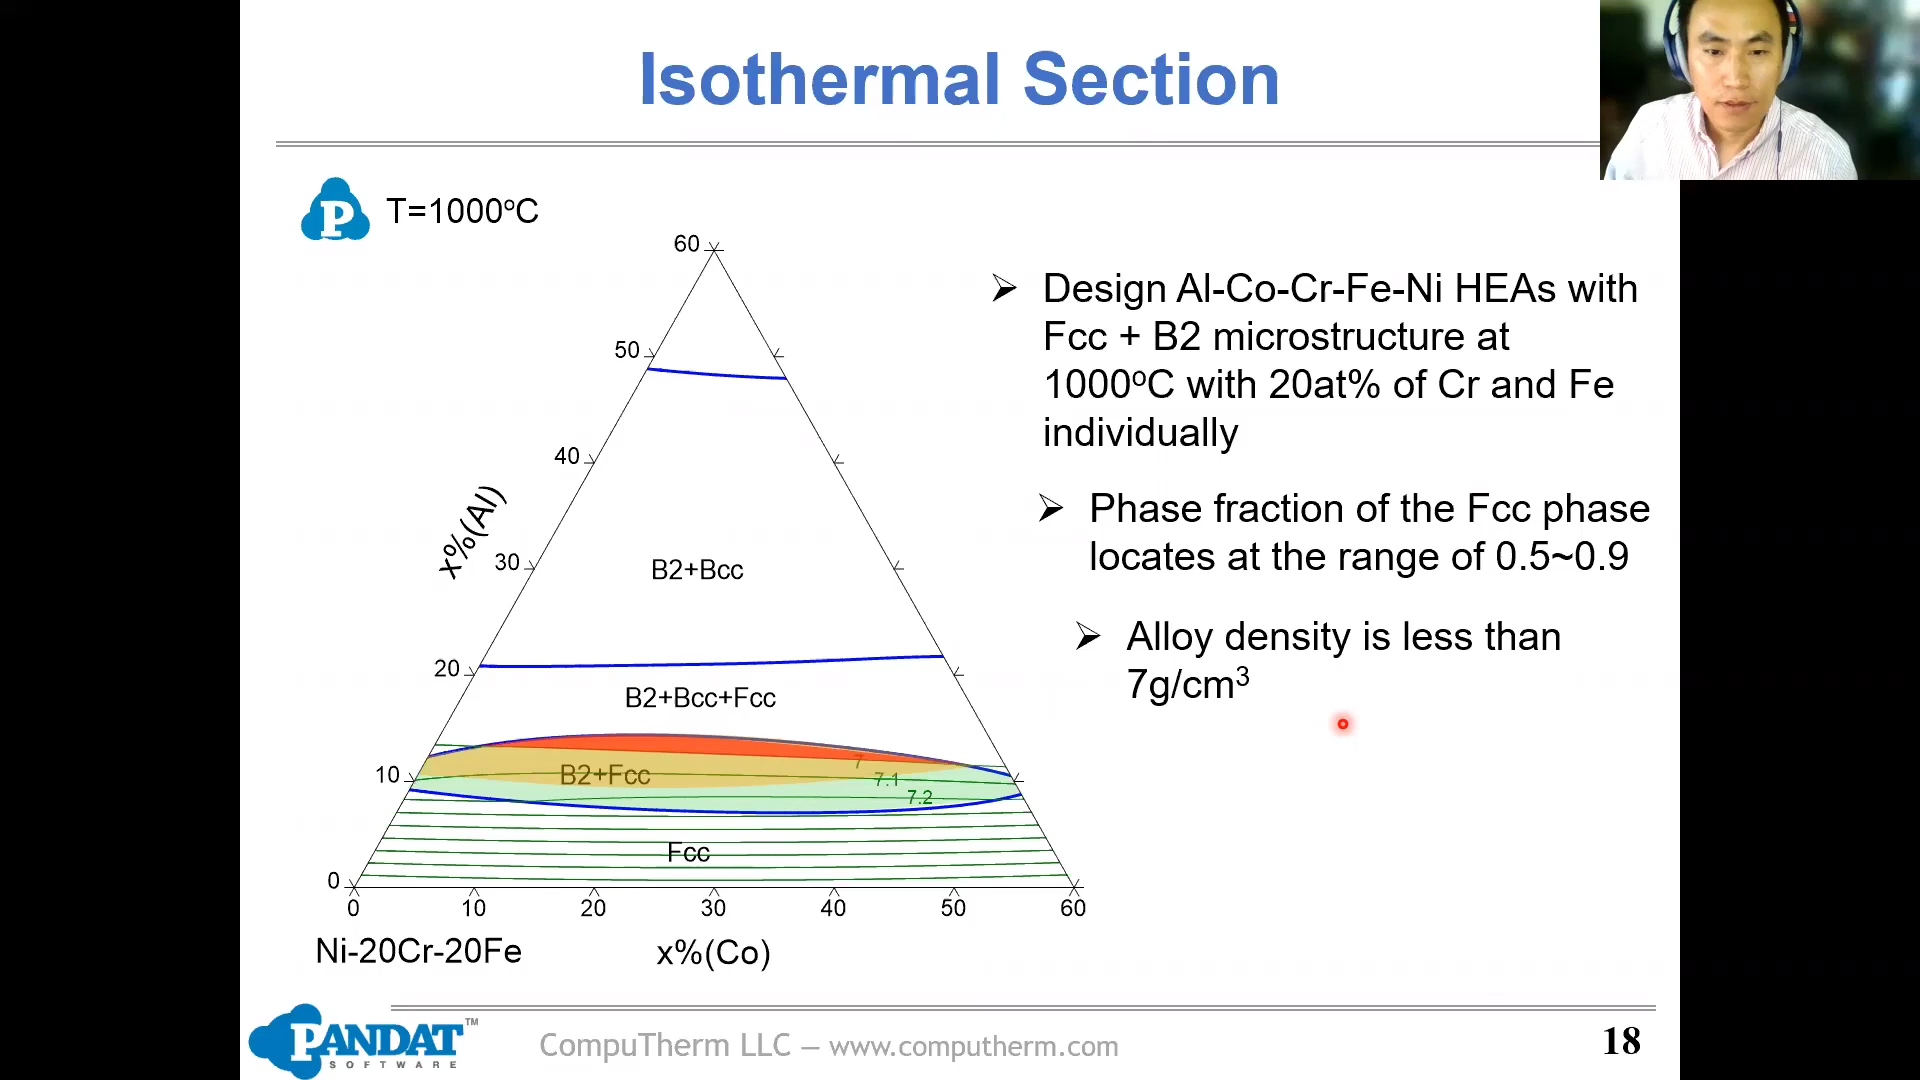 Isothermal Section
P
T=1000ᵒC
60
50
40
30
20
10
0
x%(Al)
B2+Bcc
B2+Bcc+Fcc
B2+Fcc
7
7.1
7.2
Fcc
0 10 20 30 40 50 60
Ni-20Cr-20Fe
x%(Co)
Design Al-Co-Cr-Fe-Ni HEAs with
Fcc + B2 microstructure at
1000ᵒC with 20at% of Cr and Fe
individually
Phase fraction of the Fcc phase
locates at the range of 0.5~0.9
Alloy density is less than
7g/cm³
PANDAT™
SOFTWARE
CompuTherm LLC – www.computherm.com
18